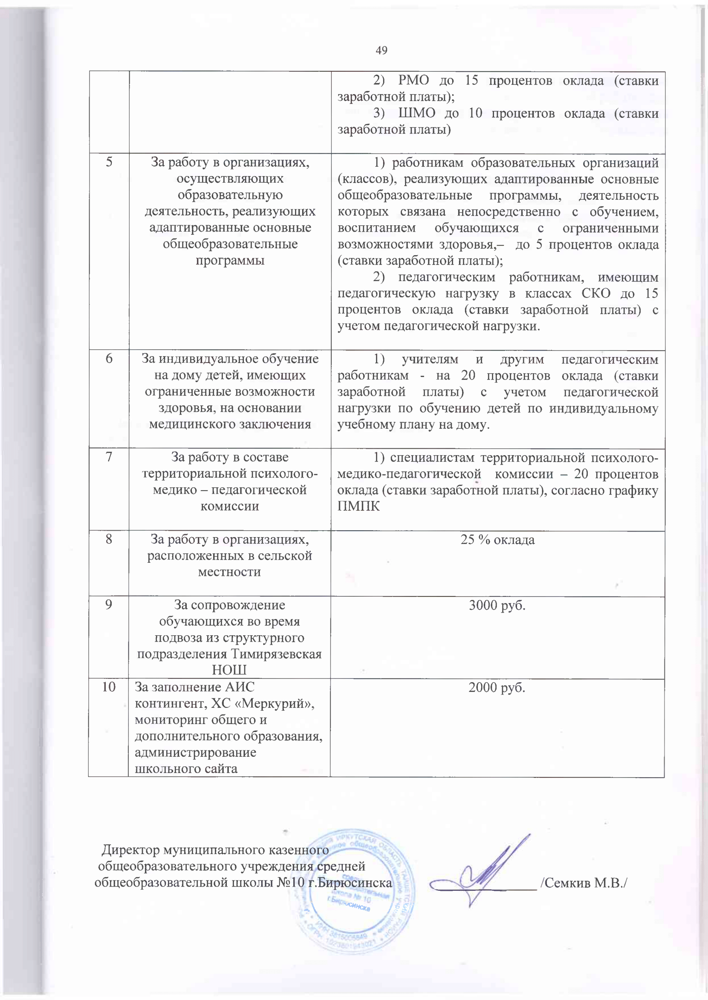 49
2) РМО до 15 процентов оклада (ставки
заработной платы);
3) ШМО до 10 процентов оклада (ставки
заработной платы)
5
За работу в организациях,
осуществляющих
образовательную
деятельность, реализующих
адаптированные основные
общеобразовательные
программы
1) работникам образовательных организаций
(классов), реализующих адаптированные основные
общеобразовательные программы, деятельность
которых связана непосредственно с обучением,
воспитанием обучающихся с ограниченными
возможностями здоровья,– до 5 процентов оклада
(ставки заработной платы);
2) педагогическим работникам, имеющим
педагогическую нагрузку в классах СКО до 15
процентов оклада (ставки заработной платы) с
учетом педагогической нагрузки.
6
За индивидуальное обучение
на дому детей, имеющих
ограниченные возможности
здоровья, на основании
медицинского заключения
1) учителям и другим педагогическим
работникам - на 20 процентов оклада (ставки
заработной платы) с учетом педагогической
нагрузки по обучению детей по индивидуальному
учебному плану на дому.
7
За работу в составе
территориальной психолого-
медико – педагогической
комиссии
1) специалистам территориальной психолого-
медико-педагогической комиссии – 20 процентов
оклада (ставки заработной платы), согласно графику
ПМПК
8
За работу в организациях,
расположенных в сельской
местности
25 % оклада
9
За сопровождение
обучающихся во время
подвоза из структурного
подразделения Тимирязевская
НОШ
3000 руб.
10
За заполнение АИС
контингент, ХС «Меркурий»,
мониторинг общего и
дополнительного образования,
администрирование
школьного сайта
2000 руб.
Директор муниципального казенного
общеобразовательного учреждения средней
общеобразовательной школы №10 г.Бирюсинска
/Семкив М.В./
ИРКУТСКАЯ ОБЛАСТЬ ТАЙШЕТСКИЙ РАЙОН
общеобразовательное учреждение
школа № 10
г.Бирюсинска